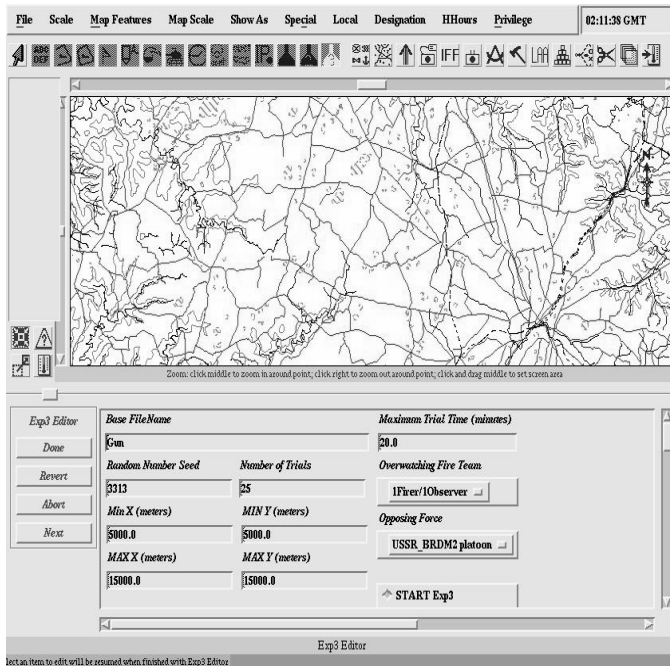 File Scale Map Features Map Scale Show As Special Local Designation HHours Privilege 02:11:38 GMT
ABC
DEF
IFF
LAA
N
Zoom: click middle to zoom in around point; click right to zoom out around point; click and drag middle to set screen area
Exp3 Editor
Done
Revert
Abort
Next
Base FileName
Gun
Maximum Trial Time (minutes)
20.0
Random Number Seed
3313
Number of Trials
25
Overwatching Fire Team
1Firer/1Observer
Min X (meters)
5000.0
MIN Y (meters)
5000.0
Opposing Force
USSR_BRDM2 platoon
MAX X (meters)
15000.0
MAX Y (meters)
15000.0
START Exp3
Exp3 Editor
lect an item to edit will be resumed when finished with Exp3 Editor